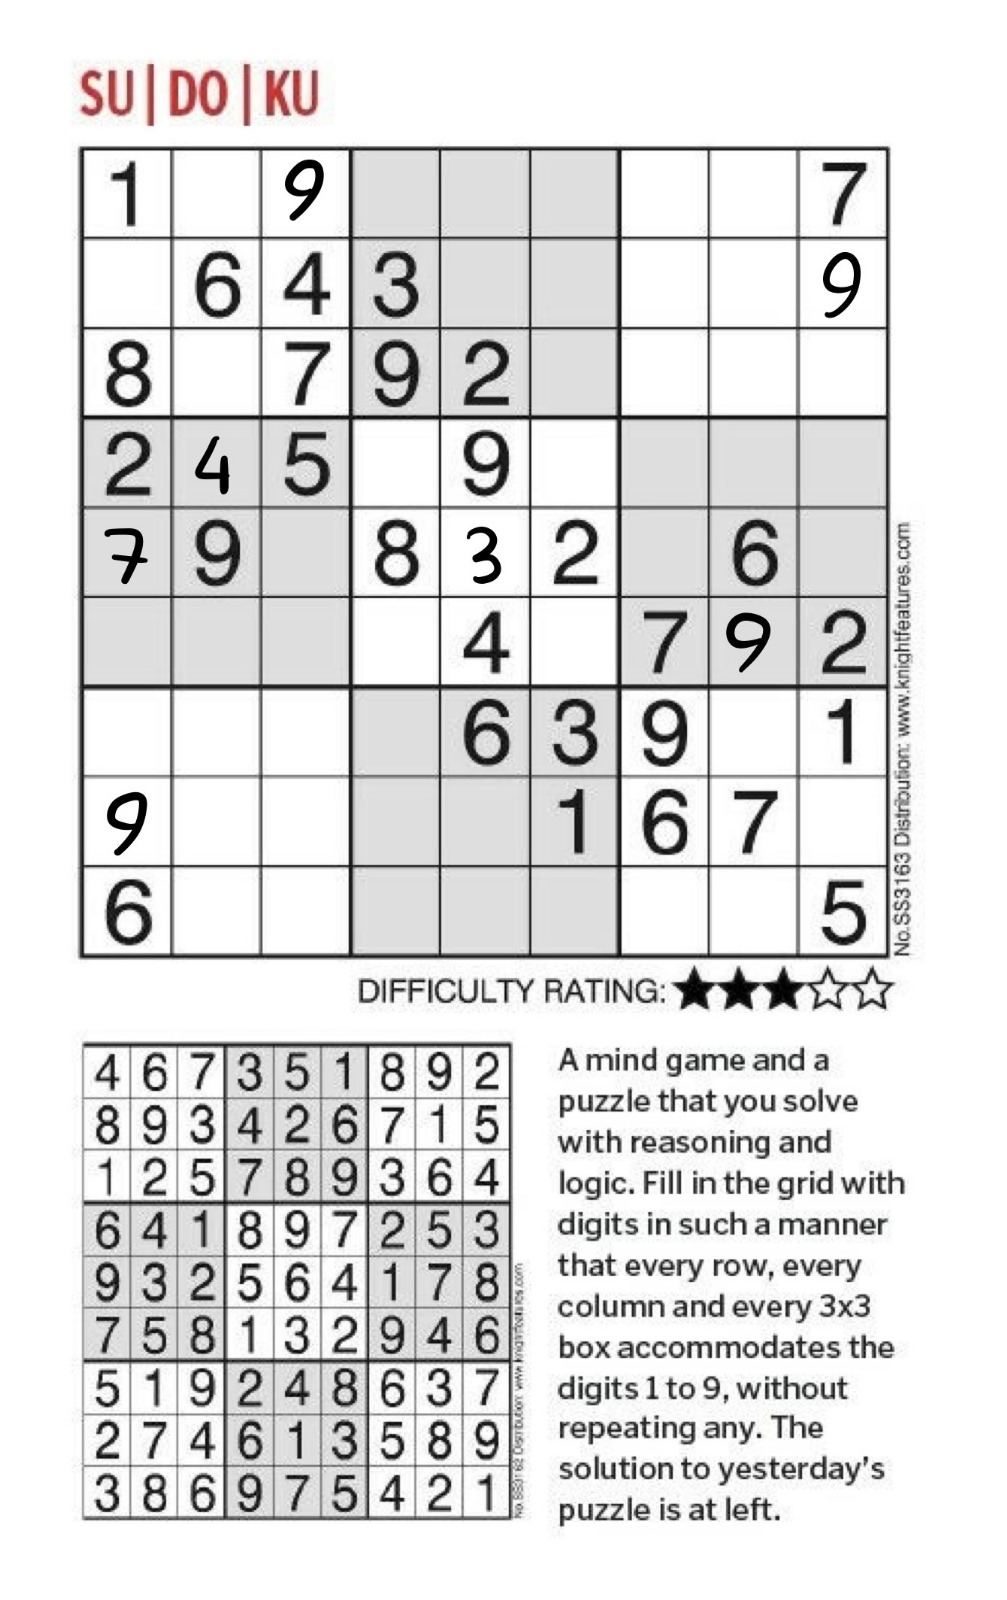 SU|DO|KU
1 9 7
6 4 3 9
8 7 9 2
2 4 5 9
7 9 8 3 2 6
4 7 9 2
6 3 9 1
9 1 6 7
6 5
No.SS3163 Distribution: www.knightfeatures.com
DIFFICULTY RATING: ★★★☆☆
4 6 7 3 5 1 8 9 2
8 9 3 4 2 6 7 1 5
1 2 5 7 8 9 3 6 4
6 4 1 8 9 7 2 5 3
9 3 2 5 6 4 1 7 8
7 5 8 1 3 2 9 4 6
5 1 9 2 4 8 6 3 7
2 7 4 6 1 3 5 8 9
3 8 6 9 7 5 4 2 1
No.SS3162 Distribution: www.knightfeatures.com
A mind game and a
puzzle that you solve
with reasoning and
logic. Fill in the grid with
digits in such a manner
that every row, every
column and every 3x3
box accommodates the
digits 1 to 9, without
repeating any. The
solution to yesterday's
puzzle is at left.